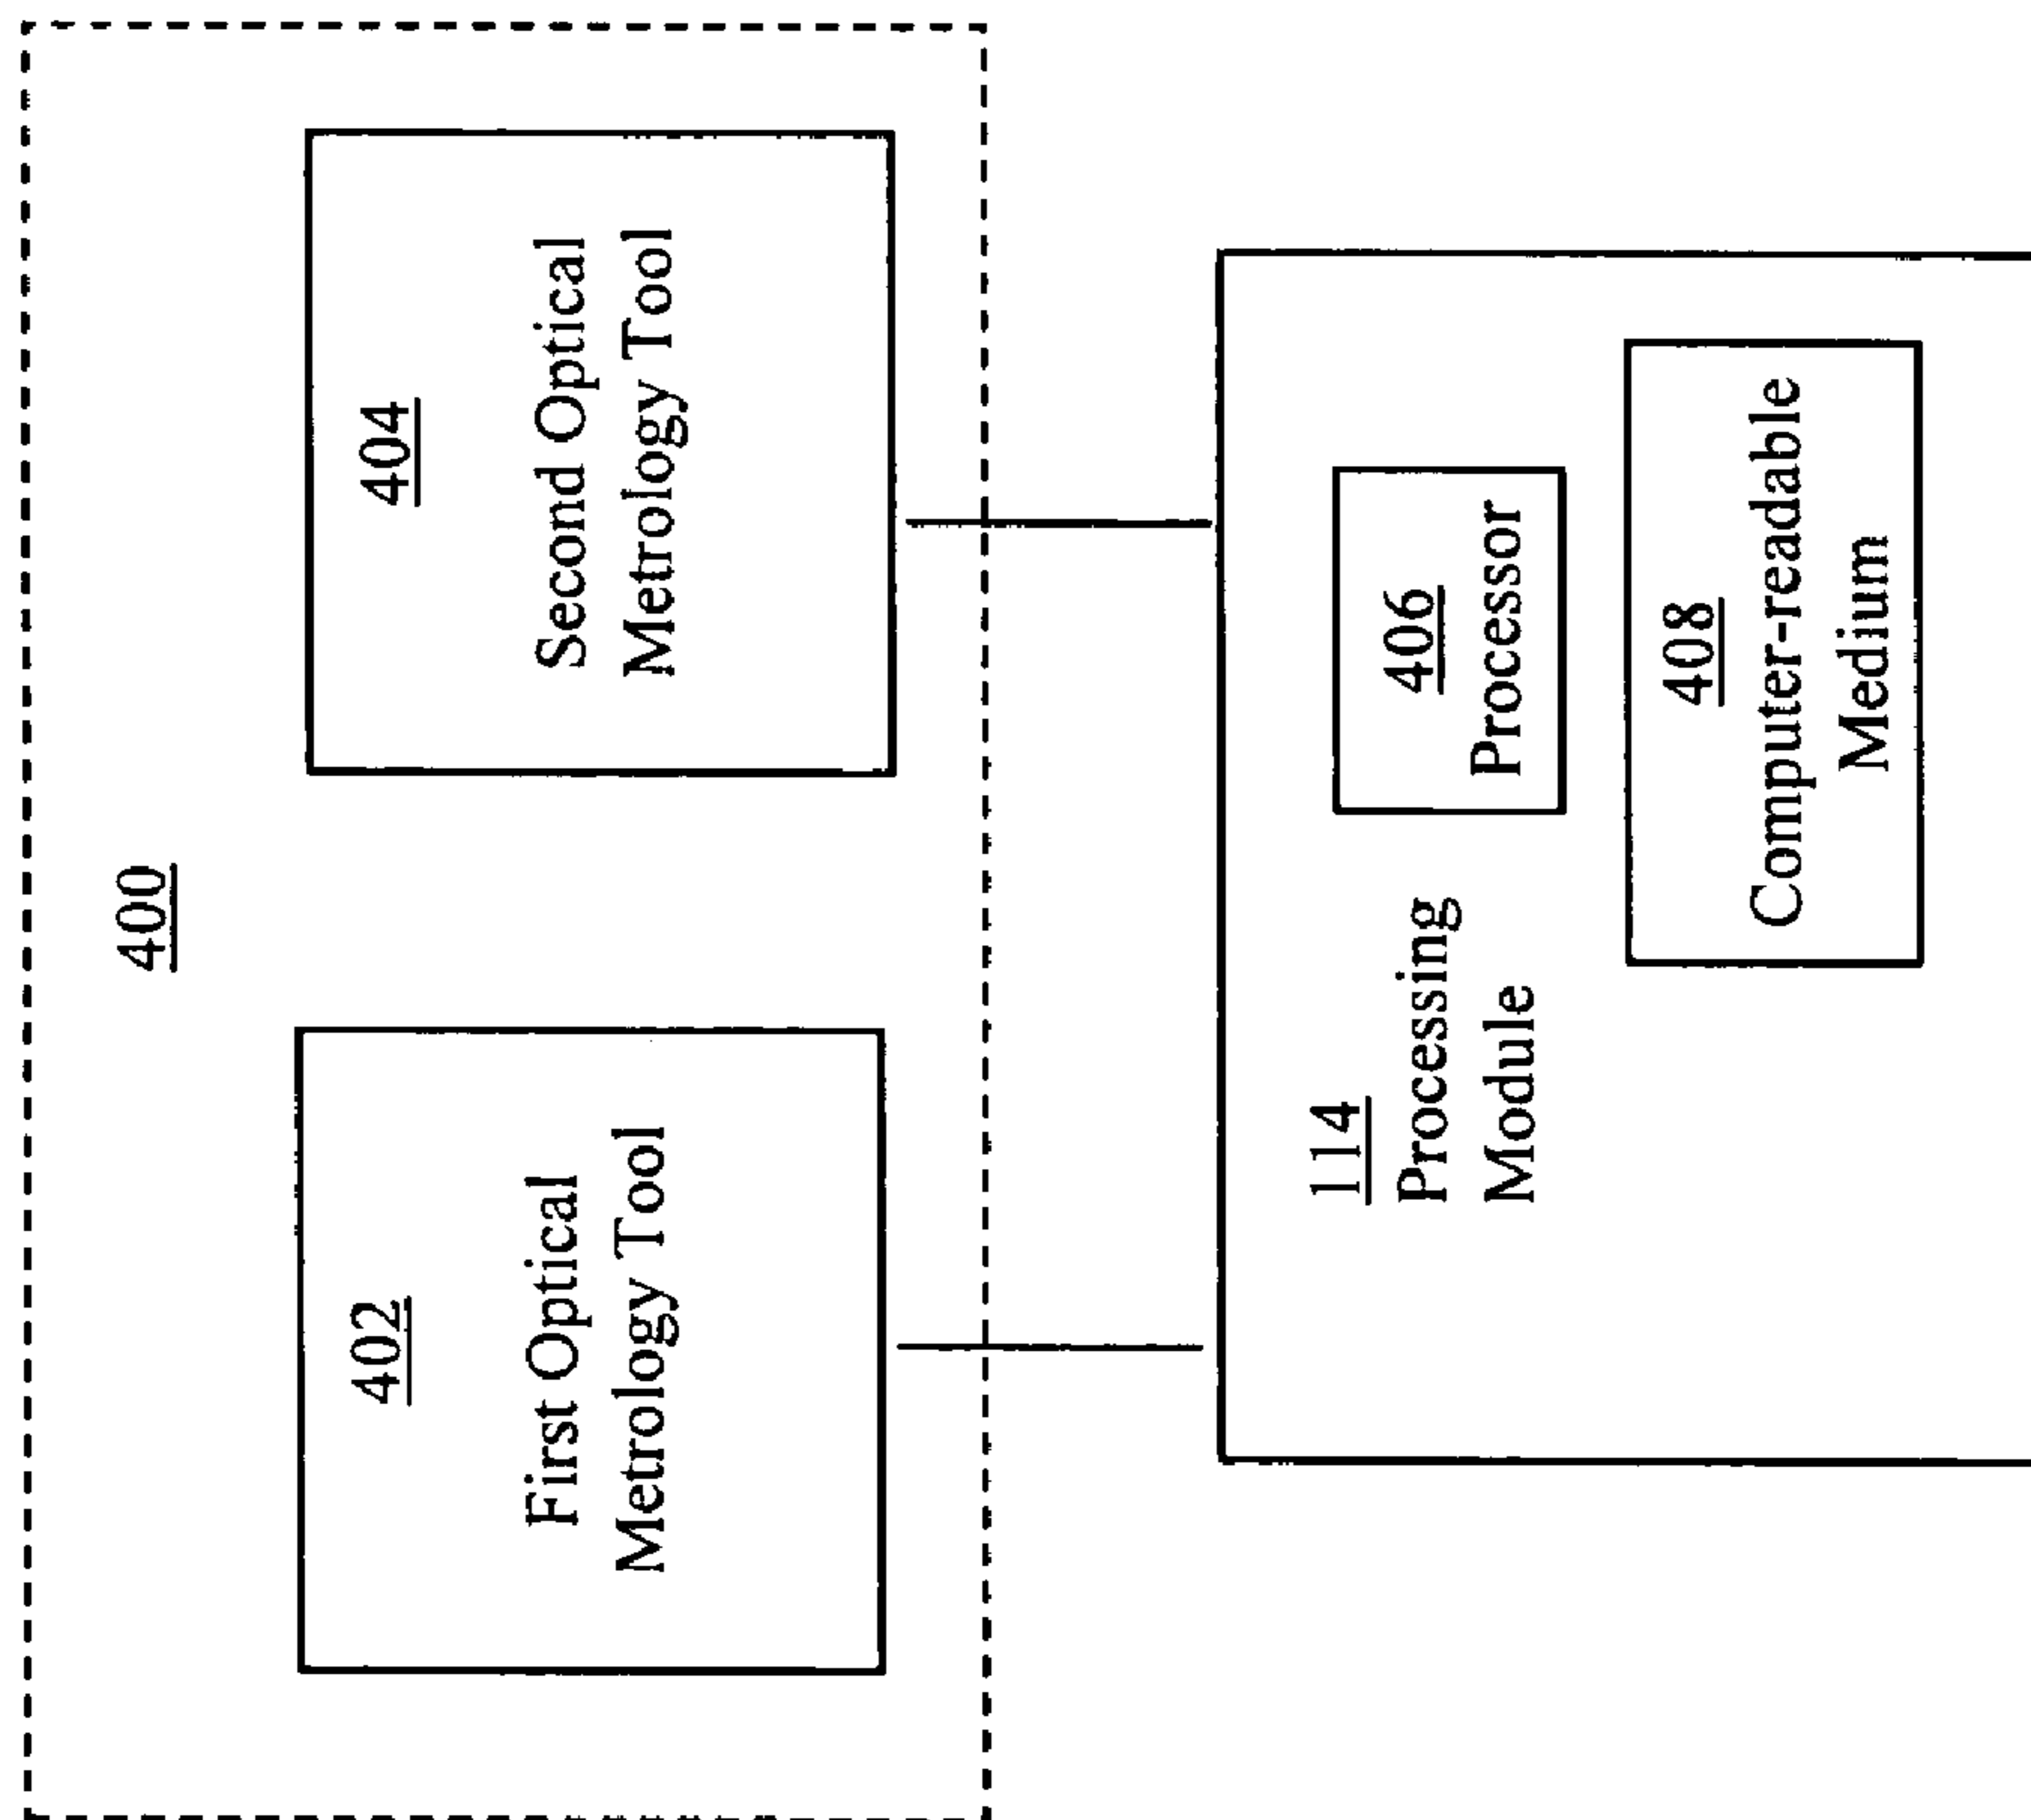 400
402
First Optical
Metrology Tool
404
Second Optical
Metrology Tool
114
Processing
Module
406
Processor
408
Computer-readable
Medium